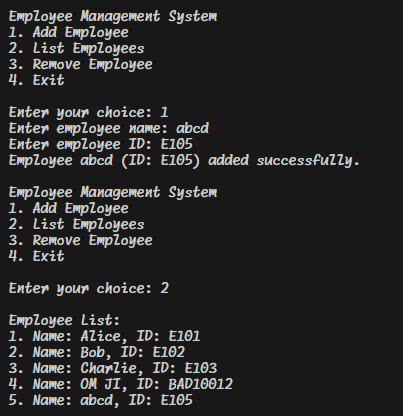 Employee Management System
1. Add Employee
2. List Employees
3. Remove Employee
4. Exit
Enter your choice: 1
Enter employee name: abcd
Enter employee ID: E105
Employee abcd (ID: E105) added successfully.
Employee Management System
1. Add Employee
2. List Employees
3. Remove Employee
4. Exit
Enter your choice: 2
Employee List:
1. Name: Alice, ID: E101
2. Name: Bob, ID: E102
3. Name: Charlie, ID: E103
4. Name: OM JI, ID: BAD10012
5. Name: abcd, ID: E105